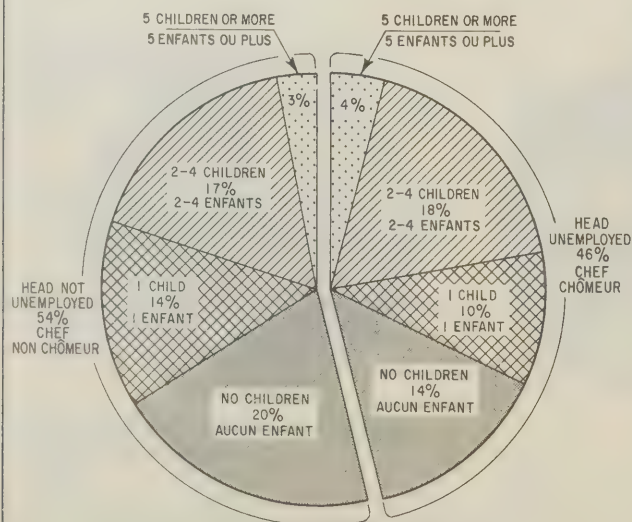 5 CHILDREN OR MORE
5 ENFANTS OU PLUS
5 CHILDREN OR MORE
5 ENFANTS OU PLUS
3%
4%
2-4 CHILDREN
17%
2-4 ENFANTS
2-4 CHILDREN
18%
2-4 ENFANTS
HEAD NOT
UNEMPLOYED
54%
CHEF
NON CHÔMEUR
1 CHILD
14%
1 ENFANT
1 CHILD
10%
1 ENFANT
HEAD
UNEMPLOYED
46%
CHEF
CHÔMEUR
NO CHILDREN
20%
AUCUN ENFANT
NO CHILDREN
14%
AUCUN ENFANT